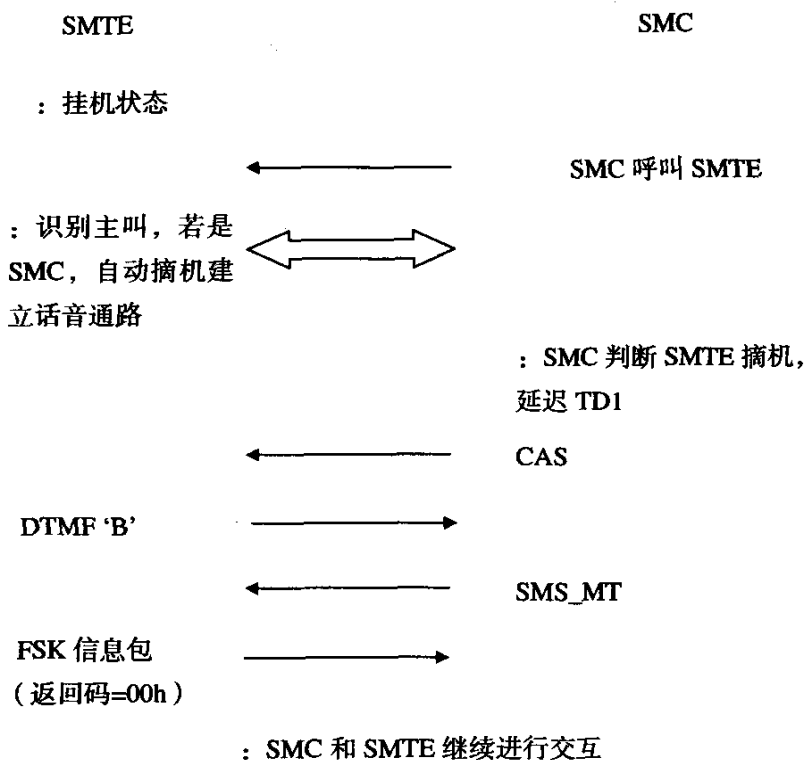 SMTE
SMC
：挂机状态
SMC 呼叫 SMTE
：识别主叫，若是
SMC，自动摘机建
立话音通路
：SMC 判断 SMTE 摘机，
延迟 TD1
CAS
DTMF ‘B’
SMS_MT
FSK 信息包
（返回码=00h）
：SMC 和 SMTE 继续进行交互